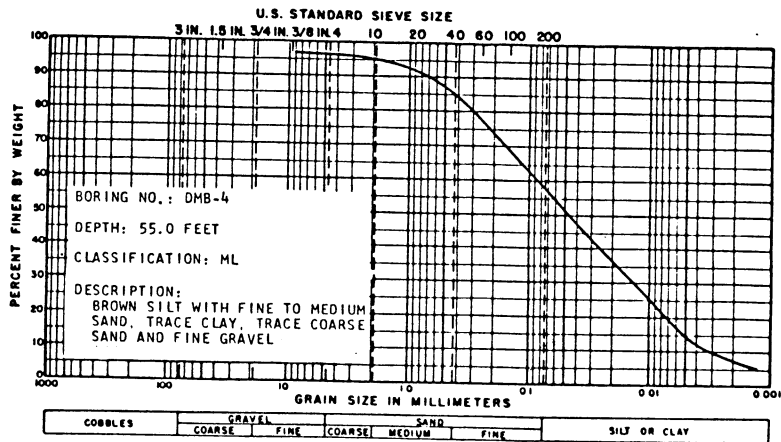 U.S. STANDARD SIEVE SIZE
3 IN. 1.5 IN. 3/4 IN. 3/8 IN. 4 10 20 40 60 100 200
PERCENT FINER BY WEIGHT
100
90
80
70
60
50
40
30
20
10
0
BORING NO.: DMB-4
DEPTH: 55.0 FEET
CLASSIFICATION: ML
DESCRIPTION:
BROWN SILT WITH FINE TO MEDIUM
SAND, TRACE CLAY, TRACE COARSE
SAND AND FINE GRAVEL
1000 100 10 1.0 0.1 0.01 0.001
GRAIN SIZE IN MILLIMETERS
COBBLES GRAVEL SAND SILT OR CLAY
COARSE FINE COARSE MEDIUM FINE